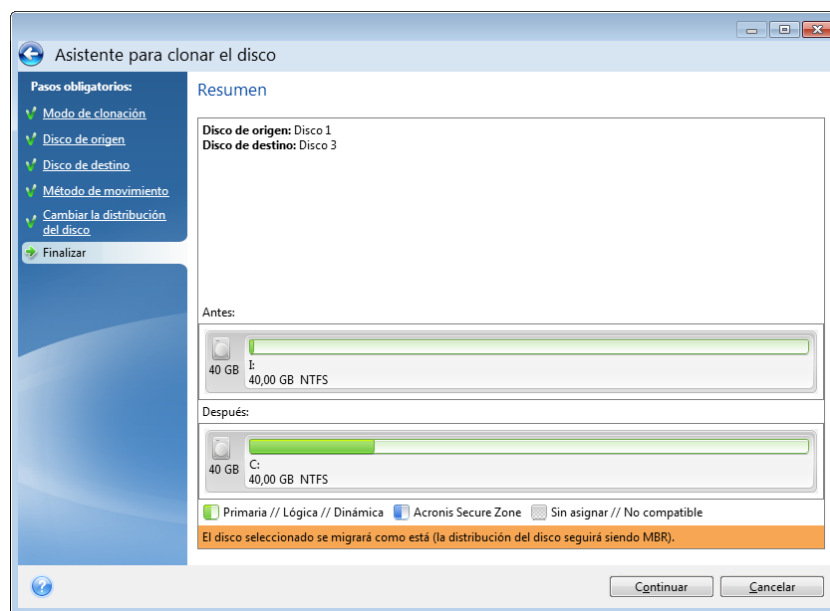 Asistente para clonar el disco
Pasos obligatorios:
Modo de clonación
Disco de origen
Disco de destino
Método de movimiento
Cambiar la distribución
del disco
Finalizar
Resumen
Disco de origen: Disco 1
Disco de destino: Disco 3
Antes:
40 GB
I:
40,00 GB NTFS
Después:
40 GB
C:
40,00 GB NTFS
Primaria // Lógica // Dinámica Acronis Secure Zone Sin asignar // No compatible
El disco seleccionado se migrará como está (la distribución del disco seguirá siendo MBR).
Continuar Cancelar